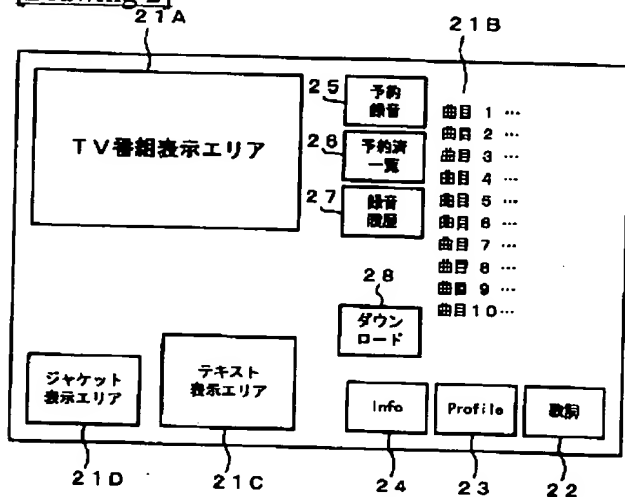 [Drawing 2]
21A
21B
TV番組表示エリア
25
予約
録音
26
予約済
一覧
27
録音
履歴
曲目 1 …
曲目 2 …
曲目 3 …
曲目 4 …
曲目 5 …
曲目 6 …
曲目 7 …
曲目 8 …
曲目 9 …
曲目10…
28
ダウン
ロード
ジャケット
表示エリア
テキスト
表示エリア
Info
Profile
歌詞
21D
21C
24
23
22